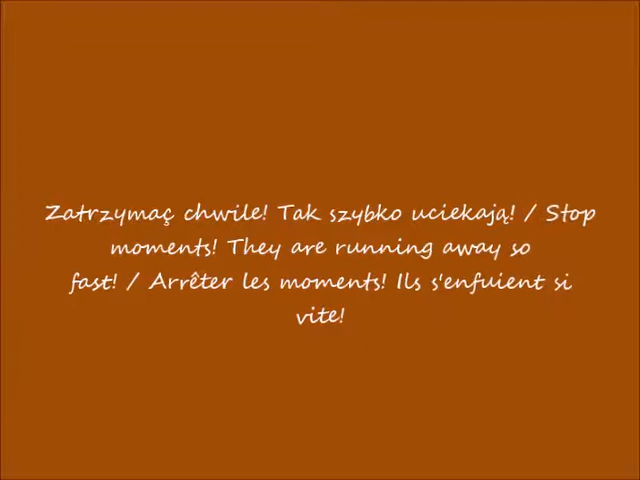 Zatrzymaç chwile! Tak szybko uciekają! / Stop
moments! They are running away so
fast! / Arrêter les moments! Ils s'enfuient si
vite!